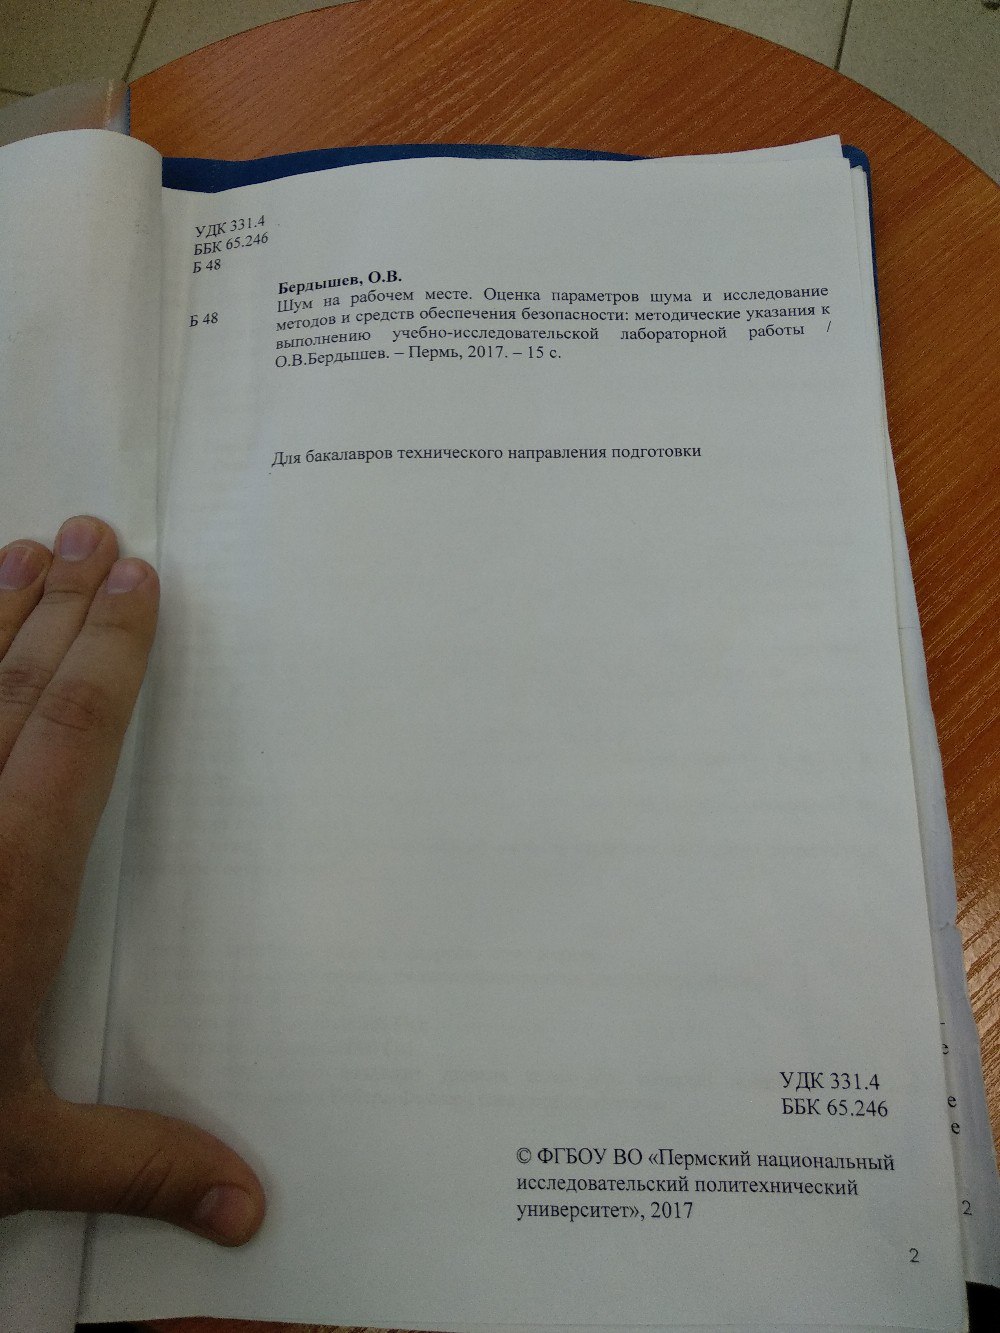 УДК 331.4
ББК 65.246
Б 48
Бердышев, О.В.
Б 48
Шум на рабочем месте. Оценка параметров шума и исследование
методов и средств обеспечения безопасности: методические указания к
выполнению учебно-исследовательской лабораторной работы /
О.В.Бердышев. – Пермь, 2017. – 15 с.
Для бакалавров технического направления подготовки
УДК 331.4
ББК 65.246
© ФГБОУ ВО «Пермский национальный
исследовательский политехнический
университет», 2017
2
е
е
е
2